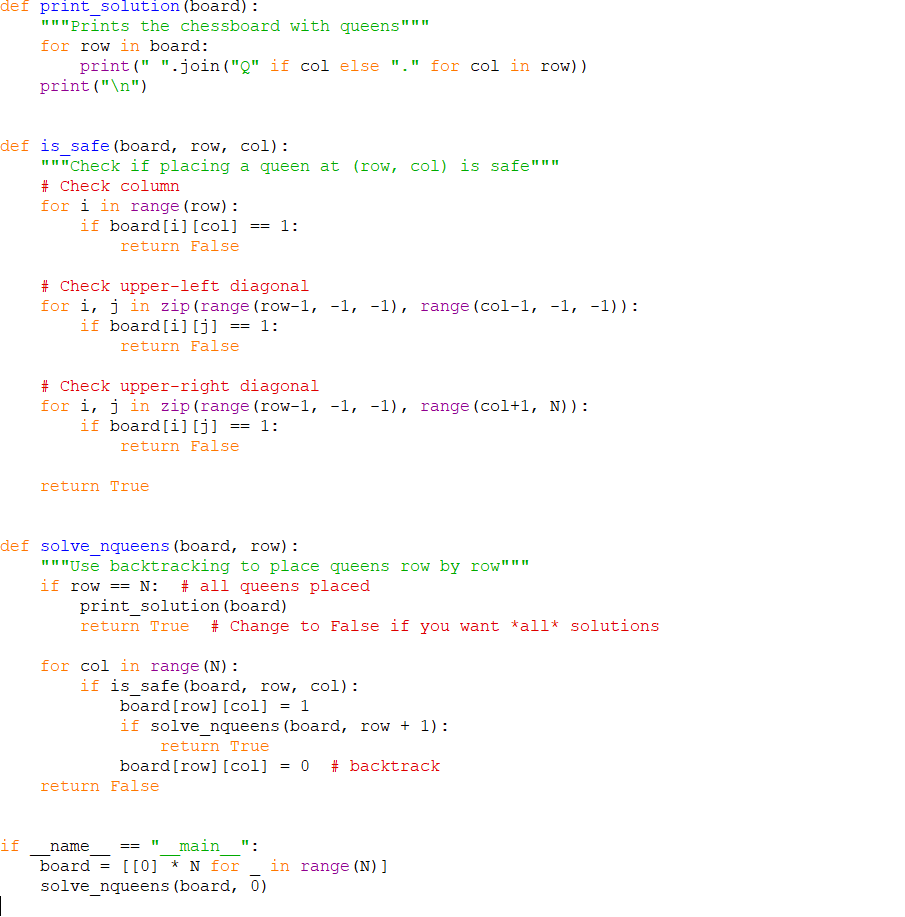 def print_solution(board):
    """Prints the chessboard with queens"""
    for row in board:
        print(" ".join("Q" if col else "." for col in row))
    print("\n")


def is_safe(board, row, col):
    """Check if placing a queen at (row, col) is safe"""
    # Check column
    for i in range(row):
        if board[i][col] == 1:
            return False

    # Check upper-left diagonal
    for i, j in zip(range(row-1, -1, -1), range(col-1, -1, -1)):
        if board[i][j] == 1:
            return False

    # Check upper-right diagonal
    for i, j in zip(range(row-1, -1, -1), range(col+1, N)):
        if board[i][j] == 1:
            return False

    return True


def solve_nqueens(board, row):
    """Use backtracking to place queens row by row"""
    if row == N:  # all queens placed
        print_solution(board)
        return True  # Change to False if you want *all* solutions

    for col in range(N):
        if is_safe(board, row, col):
            board[row][col] = 1
            if solve_nqueens(board, row + 1):
                return True
            board[row][col] = 0  # backtrack
    return False


if __name__ == "__main__":
    board = [[0] * N for _ in range(N)]
    solve_nqueens(board, 0)